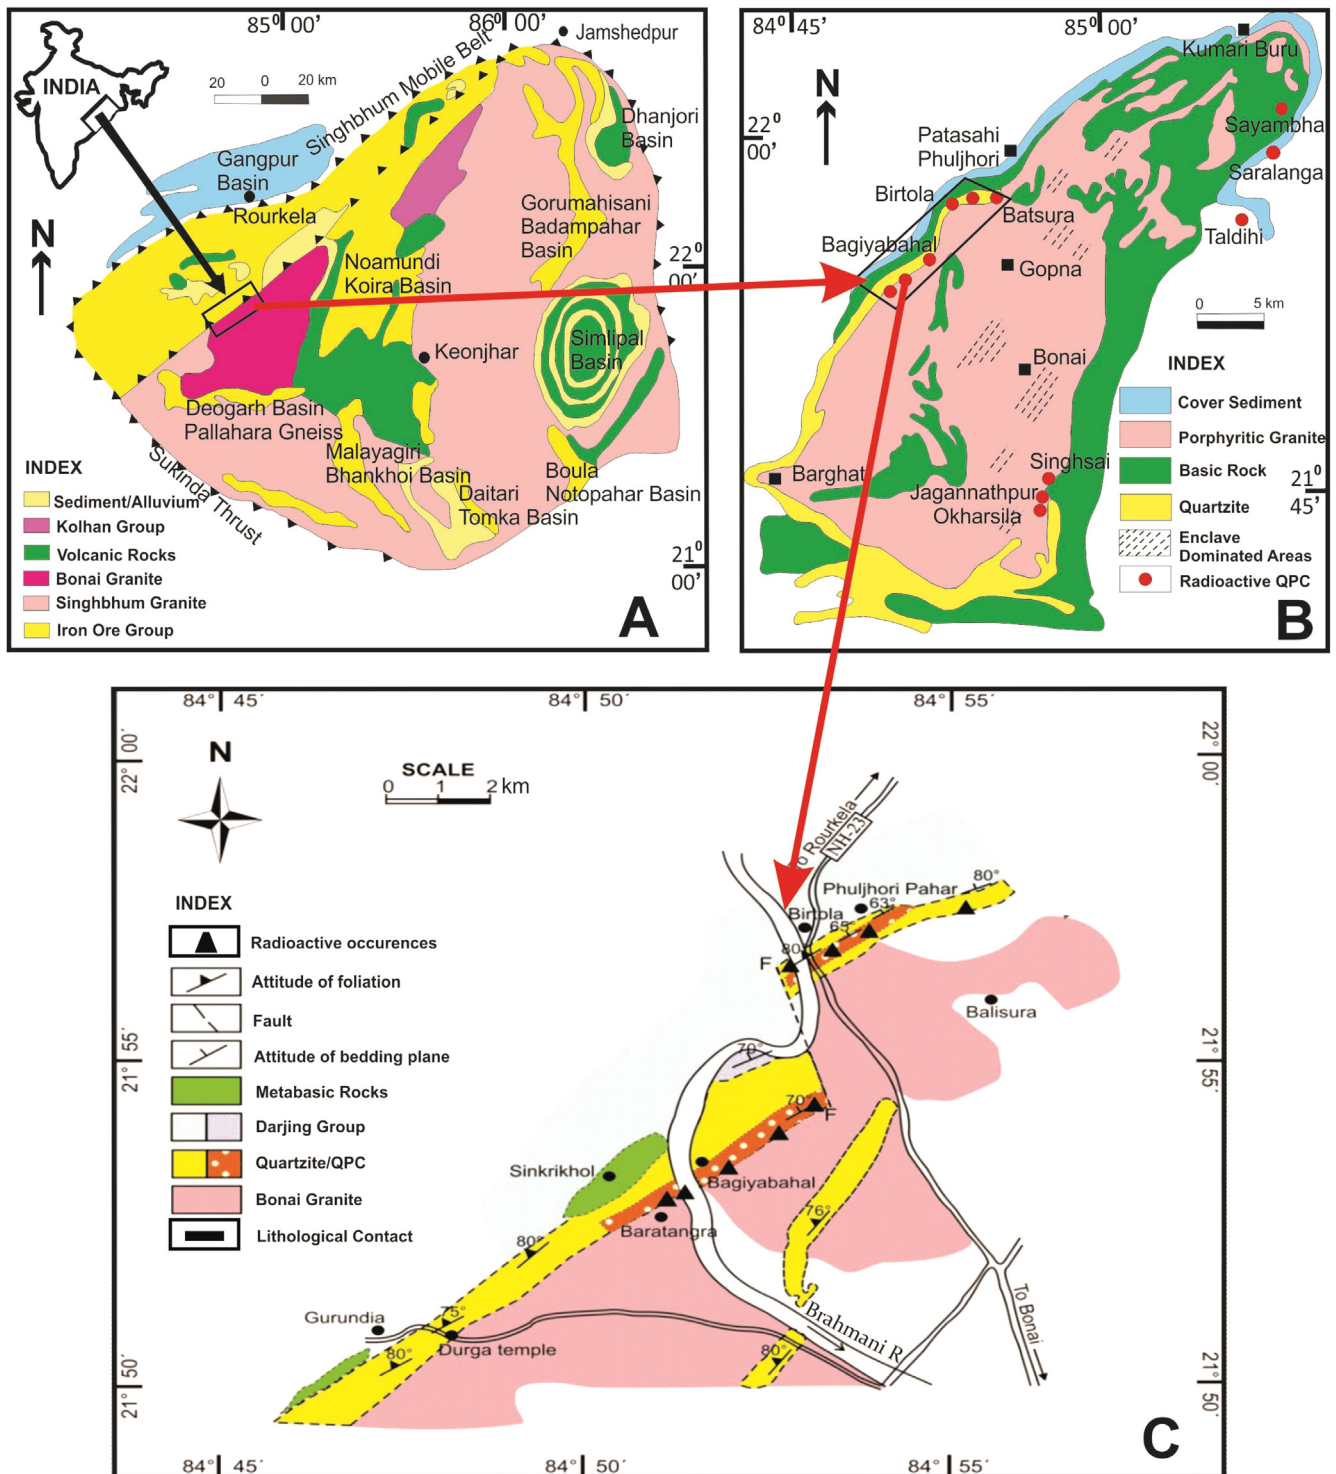 85⁰00'
86⁰00'
Jamshedpur
INDIA
20 0 20 km
Singhbhum Mobile Belt
Dhanjori
Basin
Gangpur
Basin
Rourkela
N
Gorumahisani
Badampahar
Basin
Noamundi
Koira Basin
22⁰
00'
Simlipal
Basin
Keonjhar
Deogarh Basin
Pallahara Gneiss
Malayagiri
Bhankhoi Basin
Sukinda Thrust
Daitari
Tomka Basin
Boula
Notopahar Basin
21⁰
00'
INDEX
Sediment/Alluvium
Kolhan Group
Volcanic Rocks
Bonai Granite
Singhbhum Granite
Iron Ore Group
A
84⁰45'
85⁰00'
Kumari Buru
N
22⁰
00'
Patasahi
Phuljhori
Sayambha
Saralanga
Birtola
Batsura
Taldihi
Bagiyabahal
Gopna
0 5 km
Bonai
Barghat
Singhsai
Jagannathpur
Okharsila
21⁰
45'
INDEX
Cover Sediment
Porphyritic Granite
Basic Rock
Quartzite
Enclave
Dominated Areas
Radioactive QPC
B
84° 45´
84° 50´
84° 55´
22° 00´
22° 00´
N
SCALE
0 1 2 km
To Rourkela
NH-23
INDEX
Radioactive occurences
Attitude of foliation
Fault
Attitude of bedding plane
Metabasic Rocks
Darjing Group
Quartzite/QPC
Bonai Granite
Lithological Contact
80°
Phuljhori Pahar
63°
Birtola
65°
80°
F
Balisura
21° 55´
21° 55´
70°
70°
F
Sinkrikhol
Bagiyabahal
Baratangra
76°
80°
Gurundia
75°
Durga temple
80°
80°
Brahmani R.
To Bonai
21° 50´
21° 50´
C
84° 45´
84° 50´
84° 55´